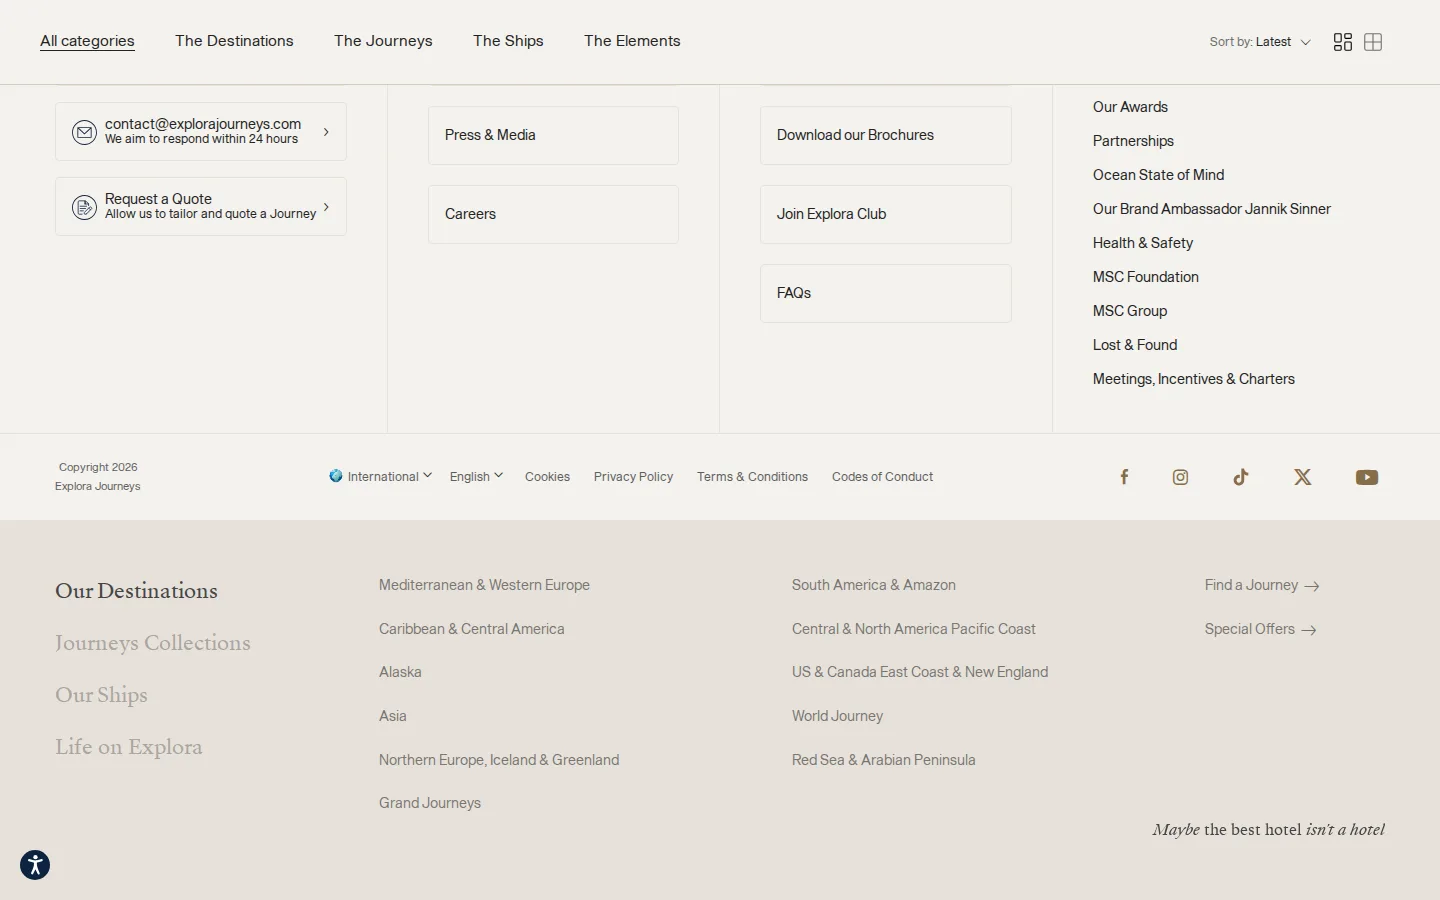 All categories
The Destinations
The Journeys
The Ships
The Elements
Sort by: Latest
contact@explorajourneys.com
We aim to respond within 24 hours
Request a Quote
Allow us to tailor and quote a Journey
Press & Media
Careers
Download our Brochures
Join Explora Club
FAQs
Our Awards
Partnerships
Ocean State of Mind
Our Brand Ambassador Jannik Sinner
Health & Safety
MSC Foundation
MSC Group
Lost & Found
Meetings, Incentives & Charters
Copyright 2026
Explora Journeys
International
English
Cookies
Privacy Policy
Terms & Conditions
Codes of Conduct
Our Destinations
Journeys Collections
Our Ships
Life on Explora
Mediterranean & Western Europe
Caribbean & Central America
Alaska
Asia
Northern Europe, Iceland & Greenland
Grand Journeys
South America & Amazon
Central & North America Pacific Coast
US & Canada East Coast & New England
World Journey
Red Sea & Arabian Peninsula
Find a Journey
Special Offers
Maybe the best hotel isn't a hotel